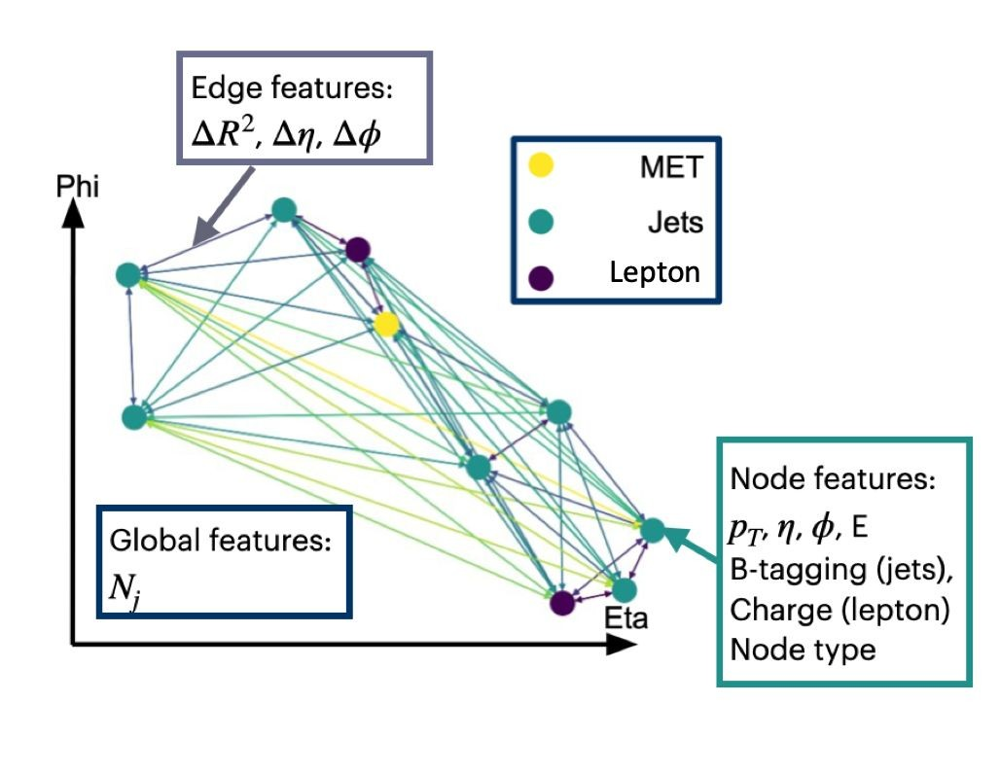 Edge features:
ΔR², Δη, Δϕ
MET
Jets
Lepton
Phi
Global features:
Nⱼ
Eta
Node features:
p_T, η, ϕ, E
B-tagging (jets),
Charge (lepton)
Node type